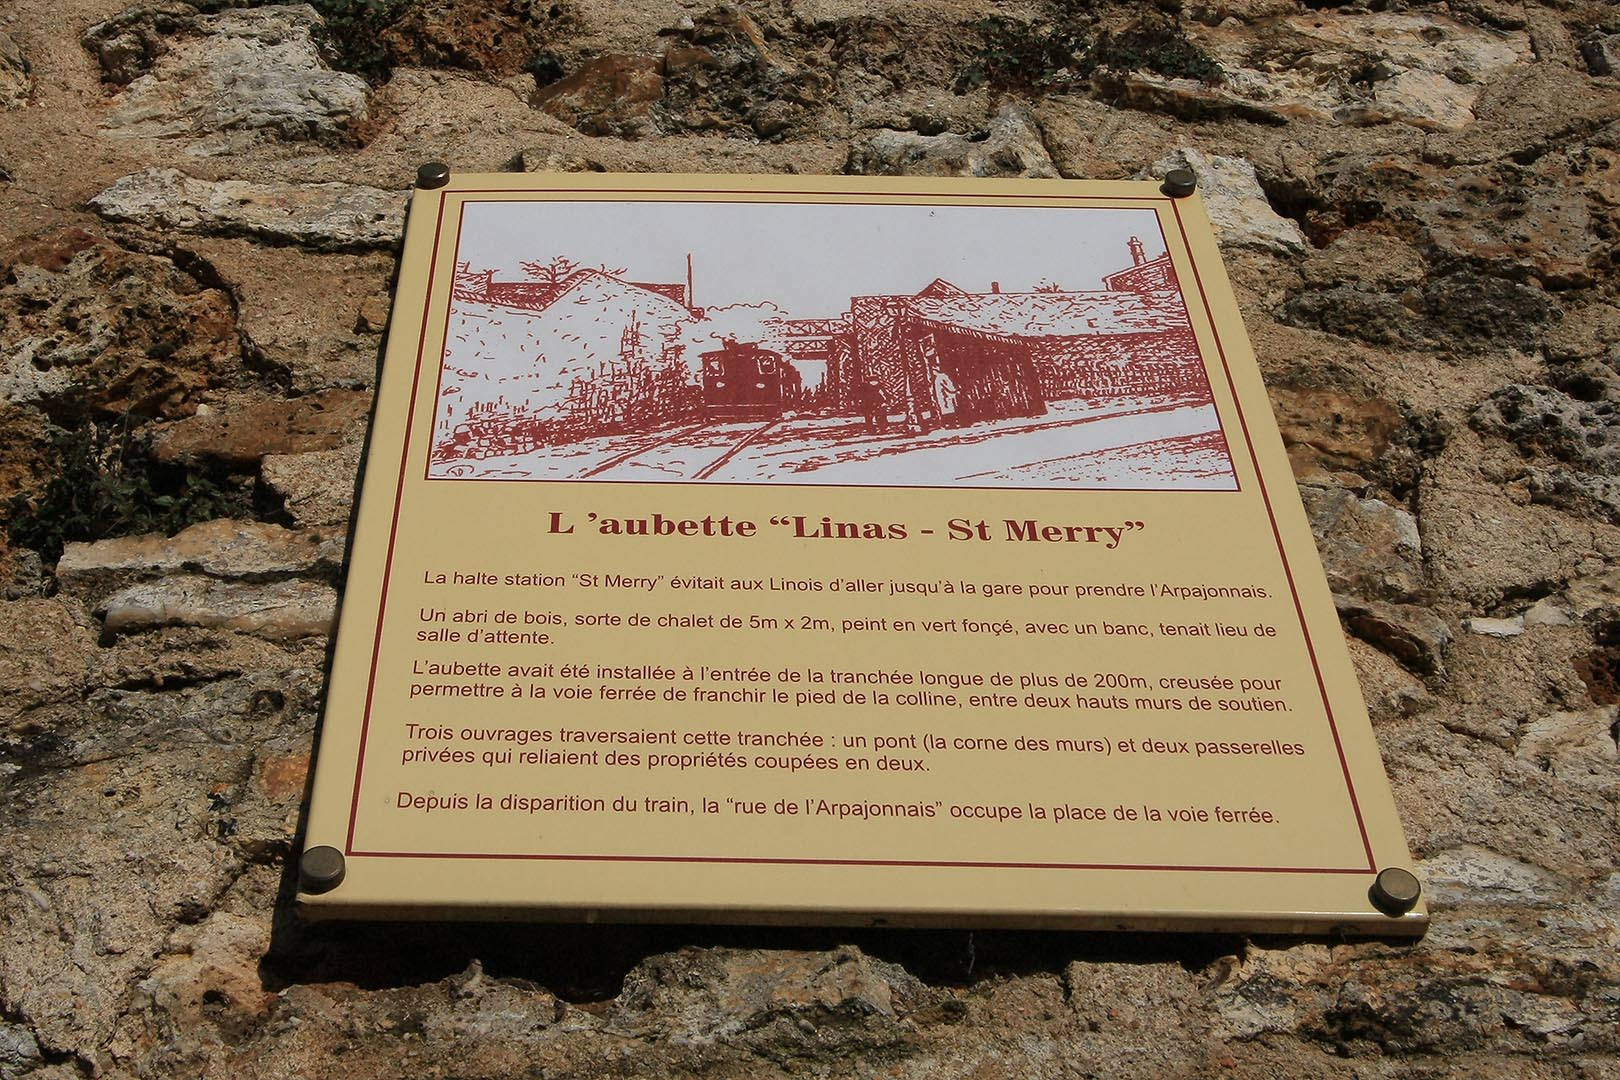 L 'aubette “Linas - St Merry”
La halte station “St Merry” évitait aux Linois d'aller jusqu'à la gare pour prendre l'Arpajonnais.
Un abri de bois, sorte de chalet de 5m x 2m, peint en vert fonçé, avec un banc, tenait lieu de
salle d'attente.
L'aubette avait été installée à l'entrée de la tranchée longue de plus de 200m, creusée pour
permettre à la voie ferrée de franchir le pied de la colline, entre deux hauts murs de soutien.
Trois ouvrages traversaient cette tranchée : un pont (la corne des murs) et deux passerelles
privées qui reliaient des propriétés coupées en deux.
Depuis la disparition du train, la “rue de l'Arpajonnais” occupe la place de la voie ferrée.